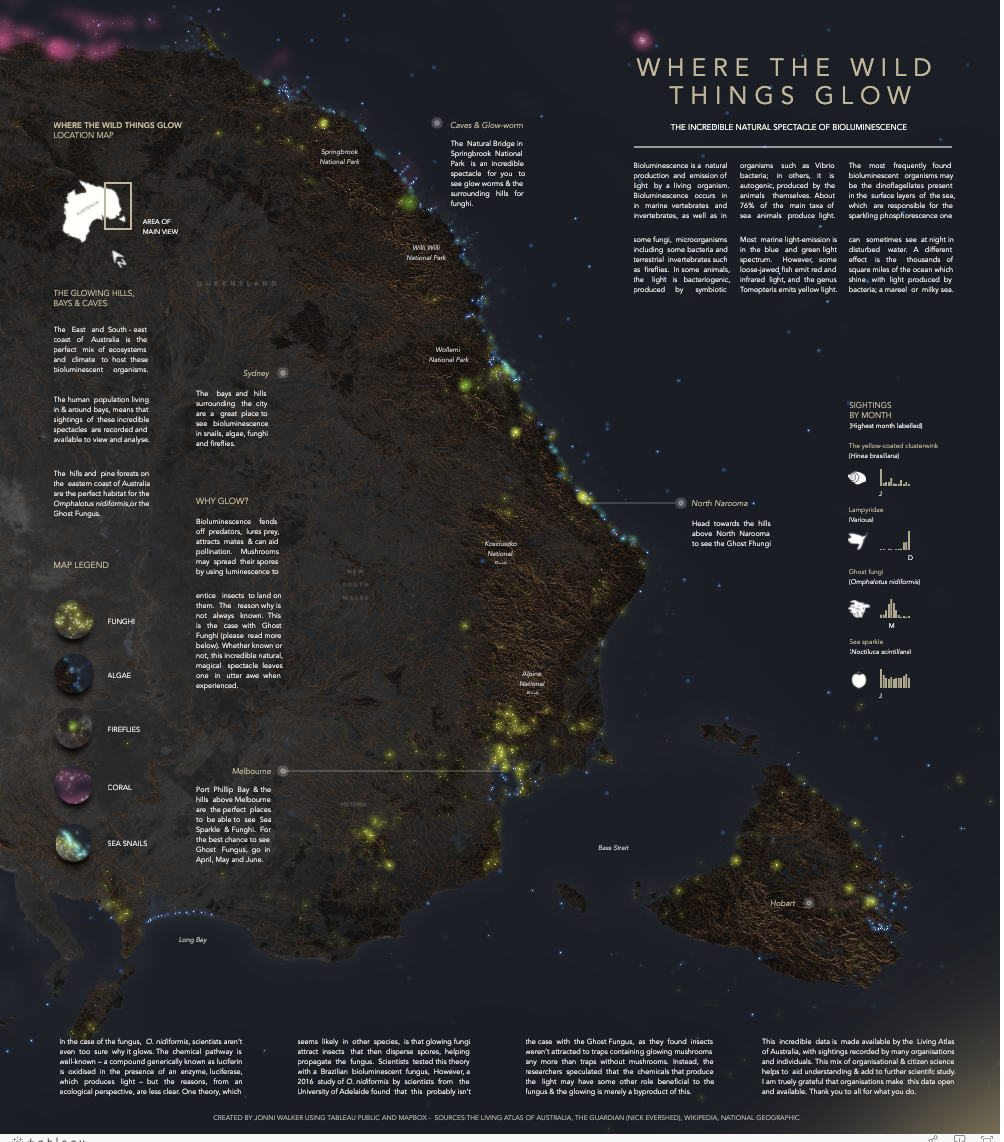 WHERE THE WILD
THINGS GLOW
THE INCREDIBLE NATURAL SPECTACLE OF BIOLUMINESCENCE
Bioluminescence is a natural
production and emission of
light by a living organism.
Bioluminescence occurs in
in marine vertebrates and
invertebrates, as well as in
some fungi, microorganisms
including some bacteria and
terrestrial invertebrates such
as fireflies. In some animals,
the light is bacteriogenic,
produced by symbiotic
organisms such as Vibrio
bacteria; in others, it is
autogenic, produced by the
animals themselves. About
76% of the main taxa of
sea animals produce light.
Most marine light-emission is
in the blue and green light
spectrum. However, some
loose-jawed fish emit red and
infrared light, and the genus
Tomopteris emits yellow light.
The most frequently found
bioluminescent organisms may
be the dinoflagellates present
in the surface layers of the sea,
which are responsible for the
sparkling phosphorescence one
can sometimes see at night in
disturbed water. A different
effect is the thousands of
square miles of the ocean which
shine with light produced by
bacteria; a mareel or milky sea.
WHERE THE WILD THINGS GLOW
LOCATION MAP
AUSTRALIA
AREA OF
MAIN VIEW
THE GLOWING HILLS,
BAYS & CAVES
The East and South - east
coast of Australia is the
perfect mix of ecosystems
and climate to host these
bioluminescent organisms.
The human population living
in & around bays, means that
sightings of these incredible
spectacles are recorded and
available to view and analyse.
The hills and pine forests on
the eastern coast of Australia
are the perfect habitat for the
Omphalotus nidiformis,or the
Ghost Fungus.
MAP LEGEND
FUNGHI
ALGAE
FIREFLIES
CORAL
SEA SNAILS
Caves & Glow-worm
The Natural Bridge in
Springbrook National
Park is an incredible
spectacle for you to
see glow worms & the
surrounding hills for
fungi.
Springbrook
National Park
Willi Willi
National Park
QUEENSLAND
Wollemi
National Park
Sydney
The bays and hills
surrounding the city
are a great place to
see bioluminescence
in snails, algae, funghi
and fireflies.
WHY GLOW?
Bioluminescence fends
off predators, lures prey,
attracts mates & can aid
pollination. Mushrooms
may spread their spores
by using luminescence to
entice insects to land on
them. The reason why is
not always known. This
is the case with Ghost
Funghi (please read more
below). Whether known or
not, this incredible natural,
magical spectacle leaves
one in utter awe when
experienced.
North Narooma
Head towards the hills
above North Narooma
to see the Ghost Fhungi
Kosciuszko
National
NEW
SOUTH
WALES
Alpine
National
Melbourne
Port Phillip Bay & the
hills above Melbourne
are the perfect places
to be able to see Sea
Sparkle & Funghi. For
the best chance to see
Ghost Fungus, go in
April, May and June.
VICTORIA
Bass Strait
Hobart
Long Bay
SIGHTINGS
BY MONTH
(Highest month labelled)
The yellow-coated clusterwink
(Hinea brasiliana)
J
Lampyridae
(Various)
D
Ghost fungi
(Omphalotus nidiformis)
M
Sea sparkle
(Noctiluca scintillans)
J
In the case of the fungus, O. nidiformis, scientists aren't
even too sure why it glows. The chemical pathway is
well-known – a compound generically known as luciferin
is oxidised in the presence of an enzyme, luciferate,
which produces light – but the reasons, from an
ecological perspective, are less clear. One theory, which
seems likely in other species, is that glowing fungi
attract insects that then disperse spores, helping
propagate the fungus. Scientists tested this theory
with a Brazilian bioluminescent fungus, However, a
2016 study of O. nidiformis by scientists from the
University of Adelaide found that this probably isn't
the case with the Ghost Fungus, as they found insects
weren't attracted to traps containing glowing mushrooms
any more than traps without mushrooms. Instead, the
researchers speculated that the chemicals that produce
the light may have some other role beneficial to the
fungus & the glowing is merely a byproduct of this.
This incredible data is made available by the Living Atlas
of Australia, with sightings recorded by many organisations
and individuals. This mix of organisational & citizen science
helps to aid understanding & add to further scientifc study.
I am truely grateful that organisations make this data open
and available. Thank you to all for what you do.
CREATED BY JONNI WALKER USING TABLEAU PUBLIC AND MAPBOX - SOURCES:THE LIVING ATLAS OF AUSTRALIA, THE GUARDIAN (NICK EVERSHED), WIKIPEDIA, NATIONAL GEOGRAPHIC